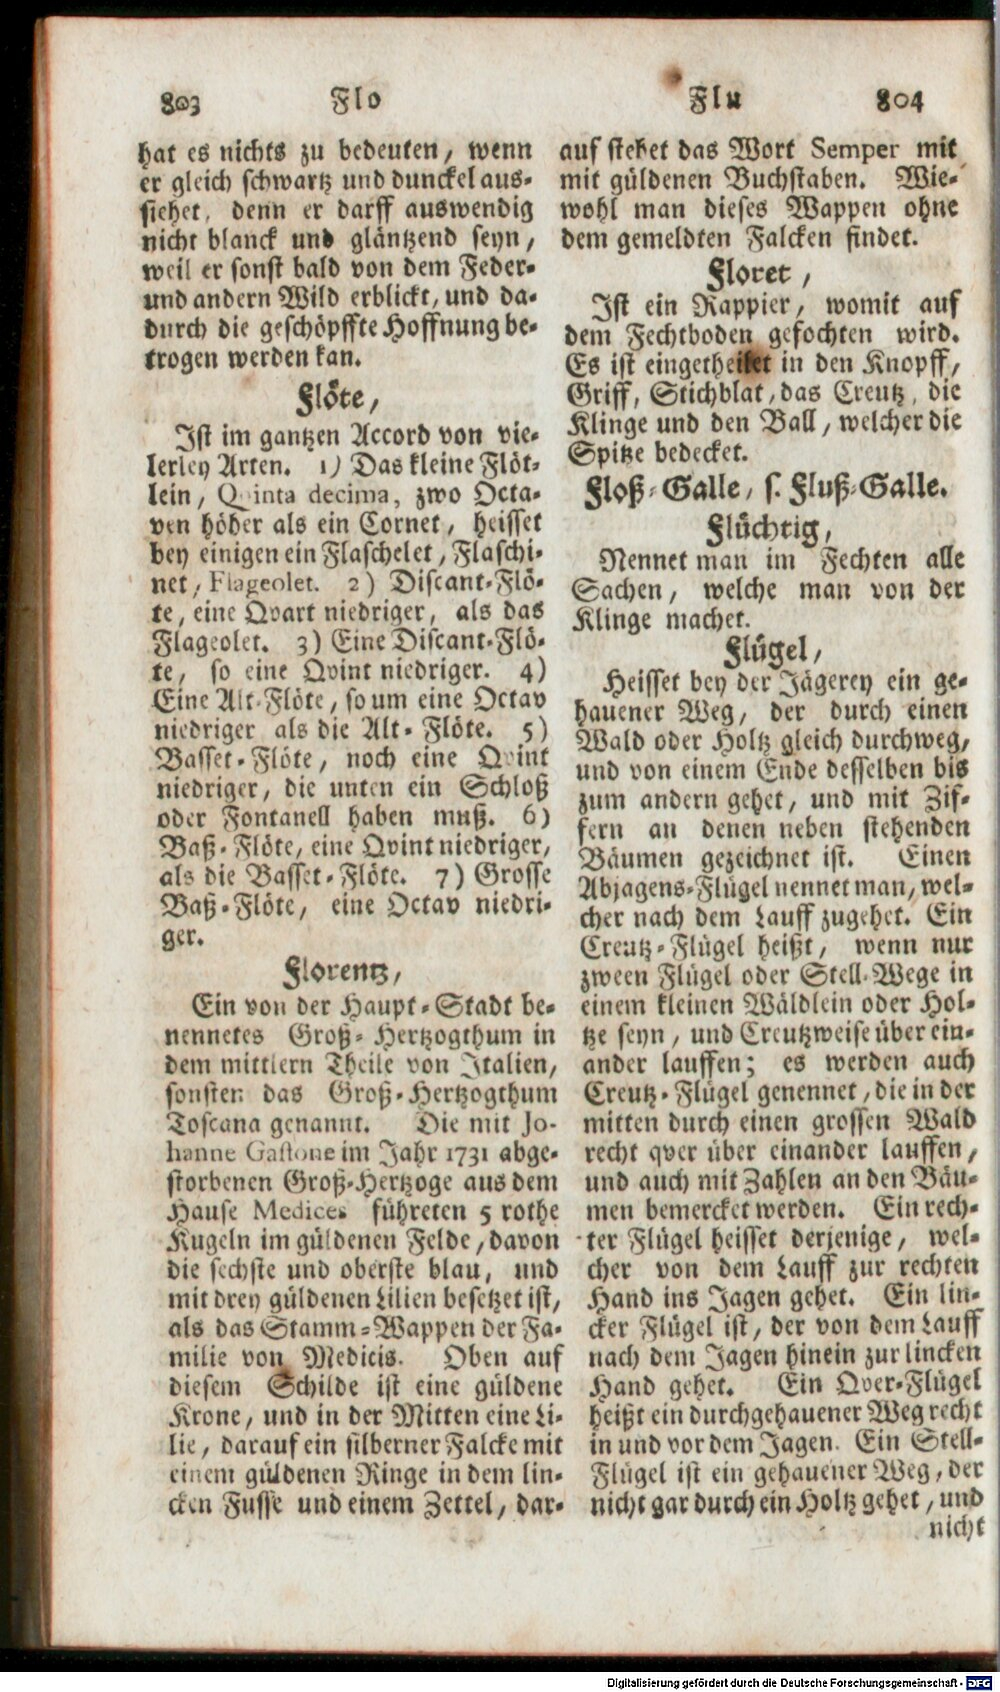 803 Flo
hat es nichts zu bedeuten, wenn
er gleich schwartz und dunckel aus-
siehet, denn er darff auswendig
nicht blanck und gläntzend seyn,
weil er sonst bald von dem Feder-
und andern Wild erblickt, und da-
durch die geschöpffte Hoffnung be-
trogen werden kan.
Flöte,
Ist im gantzen Accord von vie-
lerley Arten. 1) Das kleine Flöt-
lein, Quinta decima, zwo Octa-
ven höher als ein Cornet, heisset
bey einigen ein Flaschelet, Flaschi-
net, Flageolet. 2) Discant-Flö-
te, eine Qvart niedriger, als das
Flageolet. 3) Eine Discant-Flö-
te, so eine Qvint niedriger. 4)
Eine Alt-Flöte, so um eine Octav
niedriger als die Alt-Flöte. 5)
Basset-Flöte, noch eine Qvint
niedriger, die unten ein Schloß
oder Fontanell haben muß. 6)
Baß-Flöte, eine Qvint niedriger,
als die Basset-Flöte. 7) Grosse
Baß-Flöte, eine Octav niedri-
ger.
Florentz,
Ein von der Haupt-Stadt be-
nennetes Groß-Hertzogthum in
dem mittlern Theile von Italien,
sonsten das Groß-Hertzogthum
Toscana genannt. Die mit Jo-
hanne Gastone im Jahr 1731 abge-
storbenen Groß-Hertzoge aus dem
Hause Medices führeten 5 rothe
Kugeln im güldenen Felde, davon
die sechste und oberste blau, und
mit drey güldenen Lilien besetzet ist,
als das Stamm-Wappen der Fa-
milie von Medicis. Oben auf
diesem Schilde ist eine güldene
Krone, und in der Mitten eine Li-
lie, darauf ein silberner Falcke mit
einem güldenen Ringe in dem lin-
cken Fusse und einem Zettel, dar-
Flu 804
auf stehet das Wort Semper mit
mit güldenen Buchstaben. Wie-
wohl man dieses Wappen ohne
dem gemeldten Falcken findet.
Floret,
Ist ein Rappier, womit auf
dem Fechtboden gefochten wird.
Es ist eingetheilet in den Knopff,
Griff, Stichblat, das Creutz, die
Klinge und den Ball, welcher die
Spitze bedecket.
Floß-Galle, s. Fluß-Galle.
Flüchtig,
Nennet man im Fechten alle
Sachen, welche man von der
Klinge machet.
Flügel,
Heisset bey der Jägerey ein ge-
hauener Weg, der durch einen
Wald oder Holtz gleich durchweg,
und von einem Ende desselben bis
zum andern gehet, und mit Zif-
fern an denen neben stehenden
Bäumen gezeichnet ist. Einen
Abjagens-Flügel nennet man, wel-
cher nach dem Lauff zugehet. Ein
Creutz-Flügel heißt, wenn nur
zween Flügel oder Stell-Wege in
einem kleinen Wäldlein oder Hol-
tze seyn, und Creutzweise über ein-
ander lauffen; es werden auch
Creutz-Flügel genennet, die in der
mitten durch einen grossen Wald
recht qver über einander lauffen,
und auch mit Zahlen an den Bäu-
men bemercket werden. Ein rech-
ter Flügel heisset derjenige, wel-
cher von dem Lauff zur rechten
Hand ins Jagen gehet. Ein lin-
cker Flügel ist, der von dem Lauff
nach dem Jagen hinein zur lincken
Hand gehet. Ein Qver-Flügel
heißt ein durchgehauener Weg recht
in und vor dem Jagen. Ein Stell-
Flügel ist ein gehauener Weg, der
nicht gar durch ein Holtz gehet, und
nicht
Digitalisierung gefördert durch die Deutsche Forschungsgemeinschaft - DFG